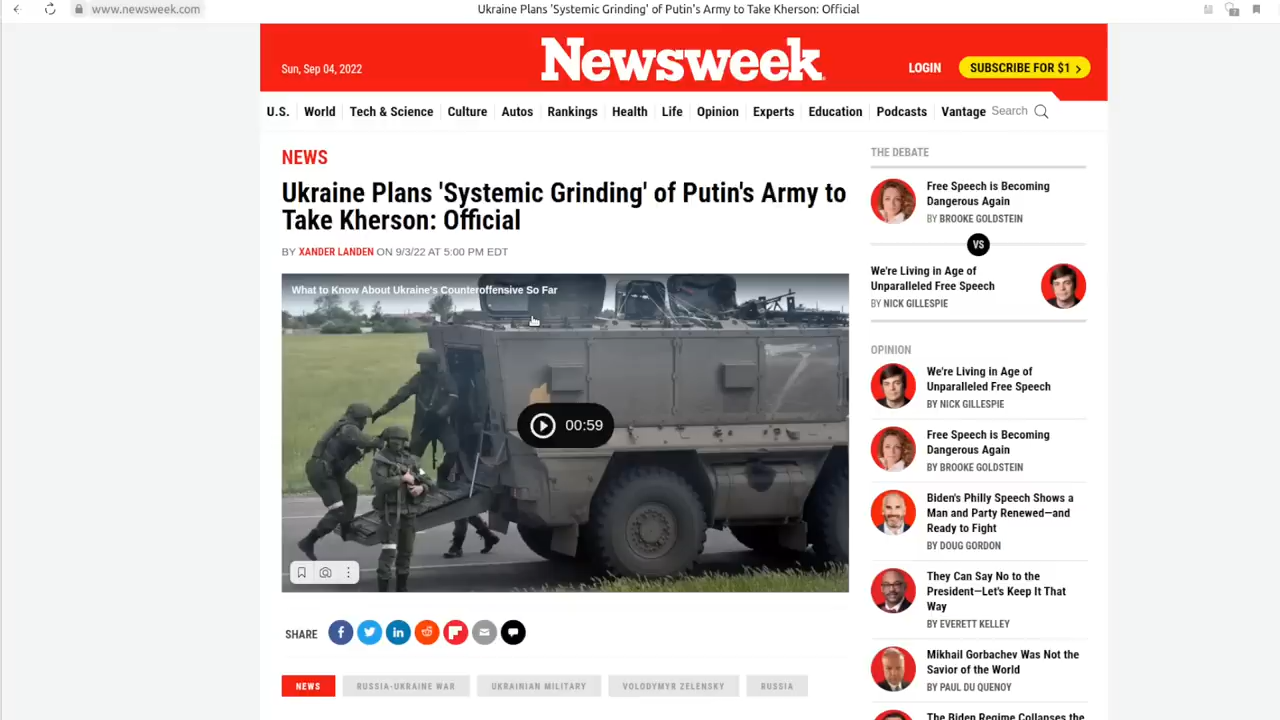 www.newsweek.com
Ukraine Plans 'Systemic Grinding' of Putin's Army to Take Kherson: Official
Sun, Sep 04, 2022
Newsweek
LOGIN
SUBSCRIBE FOR $1 >
U.S. World Tech & Science Culture Autos Rankings Health Life Opinion Experts Education Podcasts Vantage Search
NEWS
Ukraine Plans 'Systemic Grinding' of Putin's Army to
Take Kherson: Official
BY XANDER LANDEN ON 9/3/22 AT 5:00 PM EDT
What to Know About Ukraine's Counteroffensive So Far
00:59
SHARE
NEWS
RUSSIA-UKRAINE WAR
UKRAINIAN MILITARY
VOLODYMYR ZELENSKY
RUSSIA
THE DEBATE
Free Speech is Becoming
Dangerous Again
BY BROOKE GOLDSTEIN
VS
We're Living in Age of
Unparalleled Free Speech
BY NICK GILLESPIE
OPINION
We're Living in Age of
Unparalleled Free Speech
BY NICK GILLESPIE
Free Speech is Becoming
Dangerous Again
BY BROOKE GOLDSTEIN
Biden's Philly Speech Shows a
Man and Party Renewed—and
Ready to Fight
BY DOUG GORDON
They Can Say No to the
President—Let's Keep It That
Way
BY EVERETT KELLEY
Mikhail Gorbachev Was Not the
Savior of the World
BY PAUL DU QUENOY
The Biden Regime Collapses the